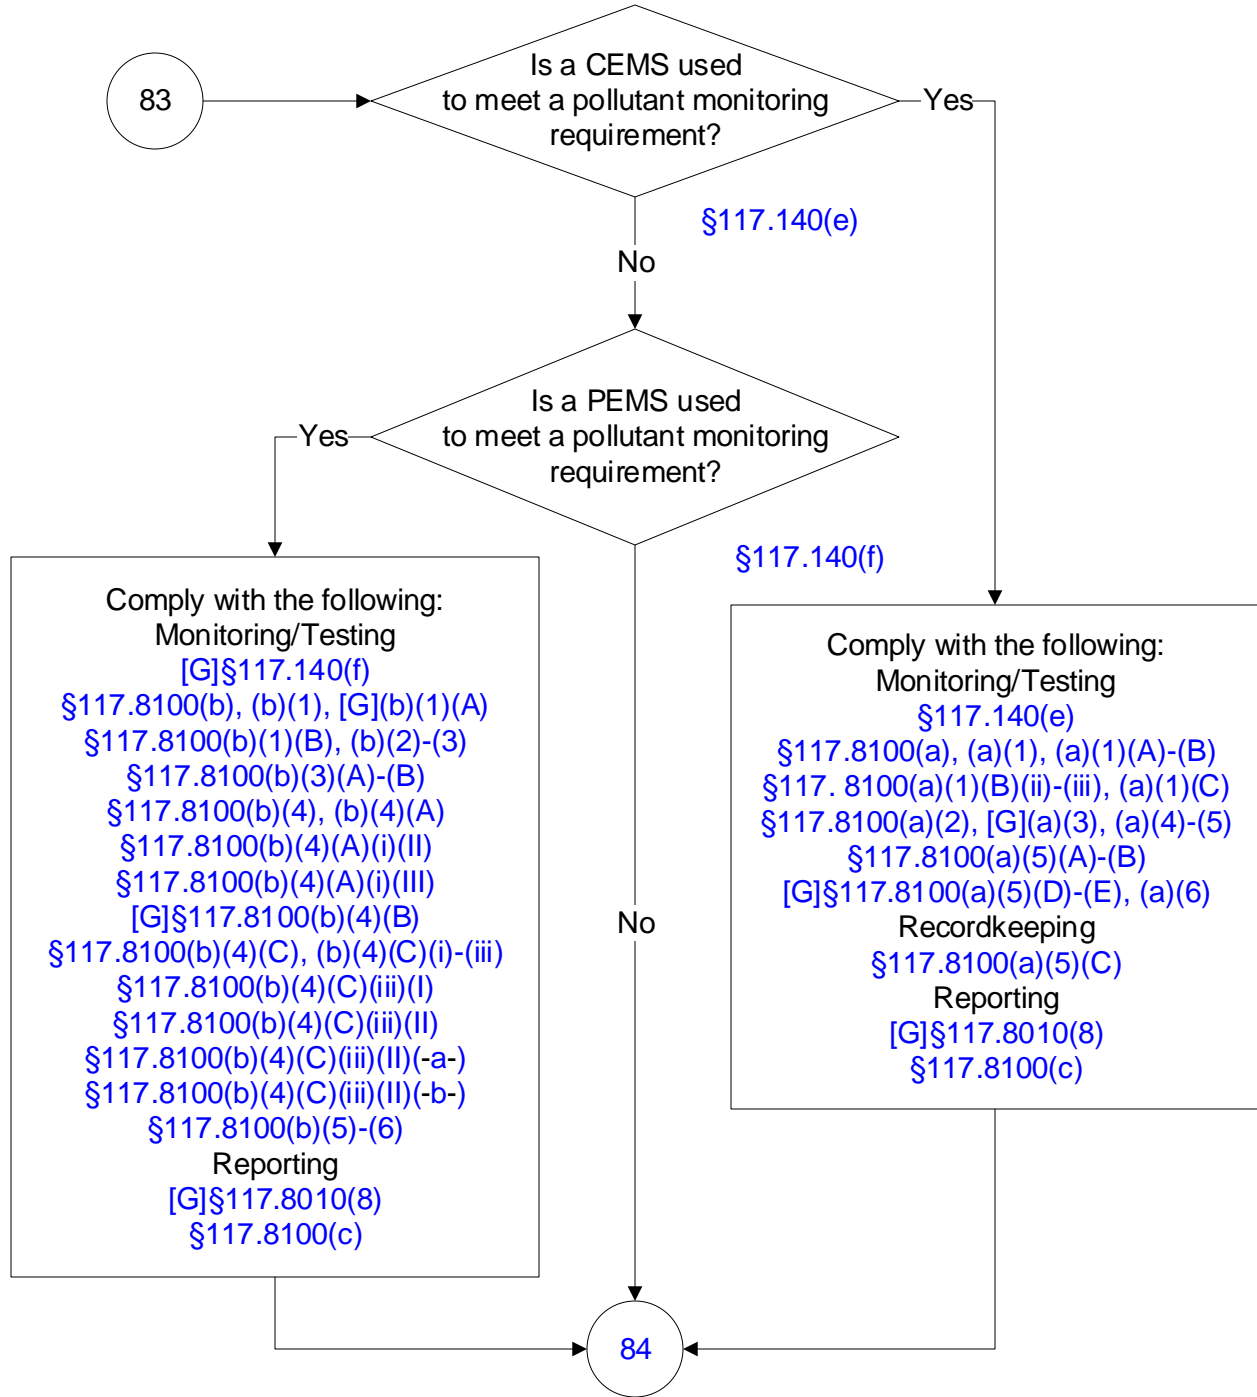 83
Is a CEMS used
to meet a pollutant monitoring
requirement?
Yes
§117.140(e)
No
Is a PEMS used
to meet a pollutant monitoring
requirement?
Yes
§117.140(f)
No
Comply with the following:
Monitoring/Testing
[G]§117.140(f)
§117.8100(b), (b)(1), [G](b)(1)(A)
§117.8100(b)(1)(B), (b)(2)-(3)
§117.8100(b)(3)(A)-(B)
§117.8100(b)(4), (b)(4)(A)
§117.8100(b)(4)(A)(i)(II)
§117.8100(b)(4)(A)(i)(III)
[G]§117.8100(b)(4)(B)
§117.8100(b)(4)(C), (b)(4)(C)(i)-(iii)
§117.8100(b)(4)(C)(iii)(I)
§117.8100(b)(4)(C)(iii)(II)
§117.8100(b)(4)(C)(iii)(II)(-a-)
§117.8100(b)(4)(C)(iii)(II)(-b-)
§117.8100(b)(5)-(6)
Reporting
[G]§117.8010(8)
§117.8100(c)
Comply with the following:
Monitoring/Testing
§117.140(e)
§117.8100(a), (a)(1), (a)(1)(A)-(B)
§117. 8100(a)(1)(B)(ii)-(iii), (a)(1)(C)
§117.8100(a)(2), [G](a)(3), (a)(4)-(5)
§117.8100(a)(5)(A)-(B)
[G]§117.8100(a)(5)(D)-(E), (a)(6)
Recordkeeping
§117.8100(a)(5)(C)
Reporting
[G]§117.8010(8)
§117.8100(c)
84